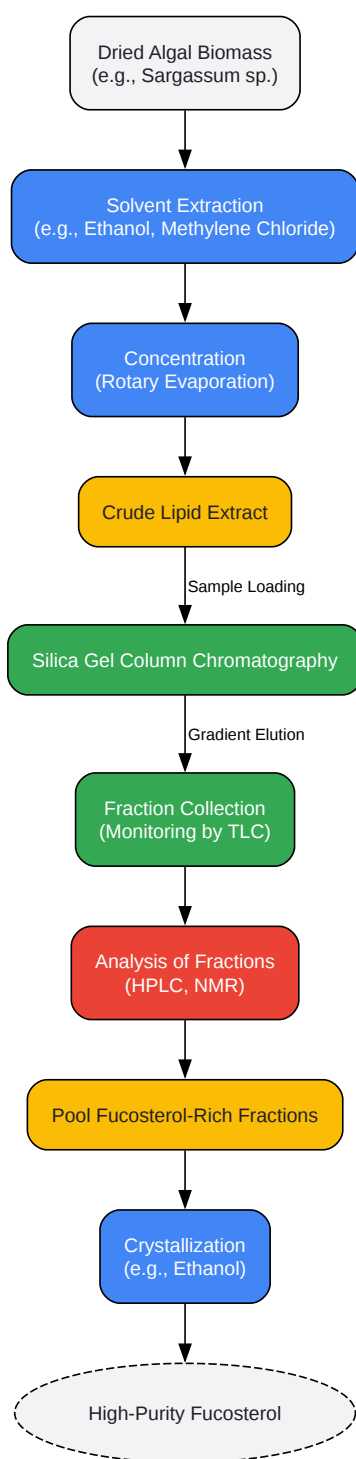 Dried Algal Biomass
(e.g., Sargassum sp.)
Solvent Extraction
(e.g., Ethanol, Methylene Chloride)
Concentration
(Rotary Evaporation)
Crude Lipid Extract
Sample Loading
Silica Gel Column Chromatography
Gradient Elution
Fraction Collection
(Monitoring by TLC)
Analysis of Fractions
(HPLC, NMR)
Pool Fucosterol-Rich Fractions
Crystallization
(e.g., Ethanol)
High-Purity Fucosterol